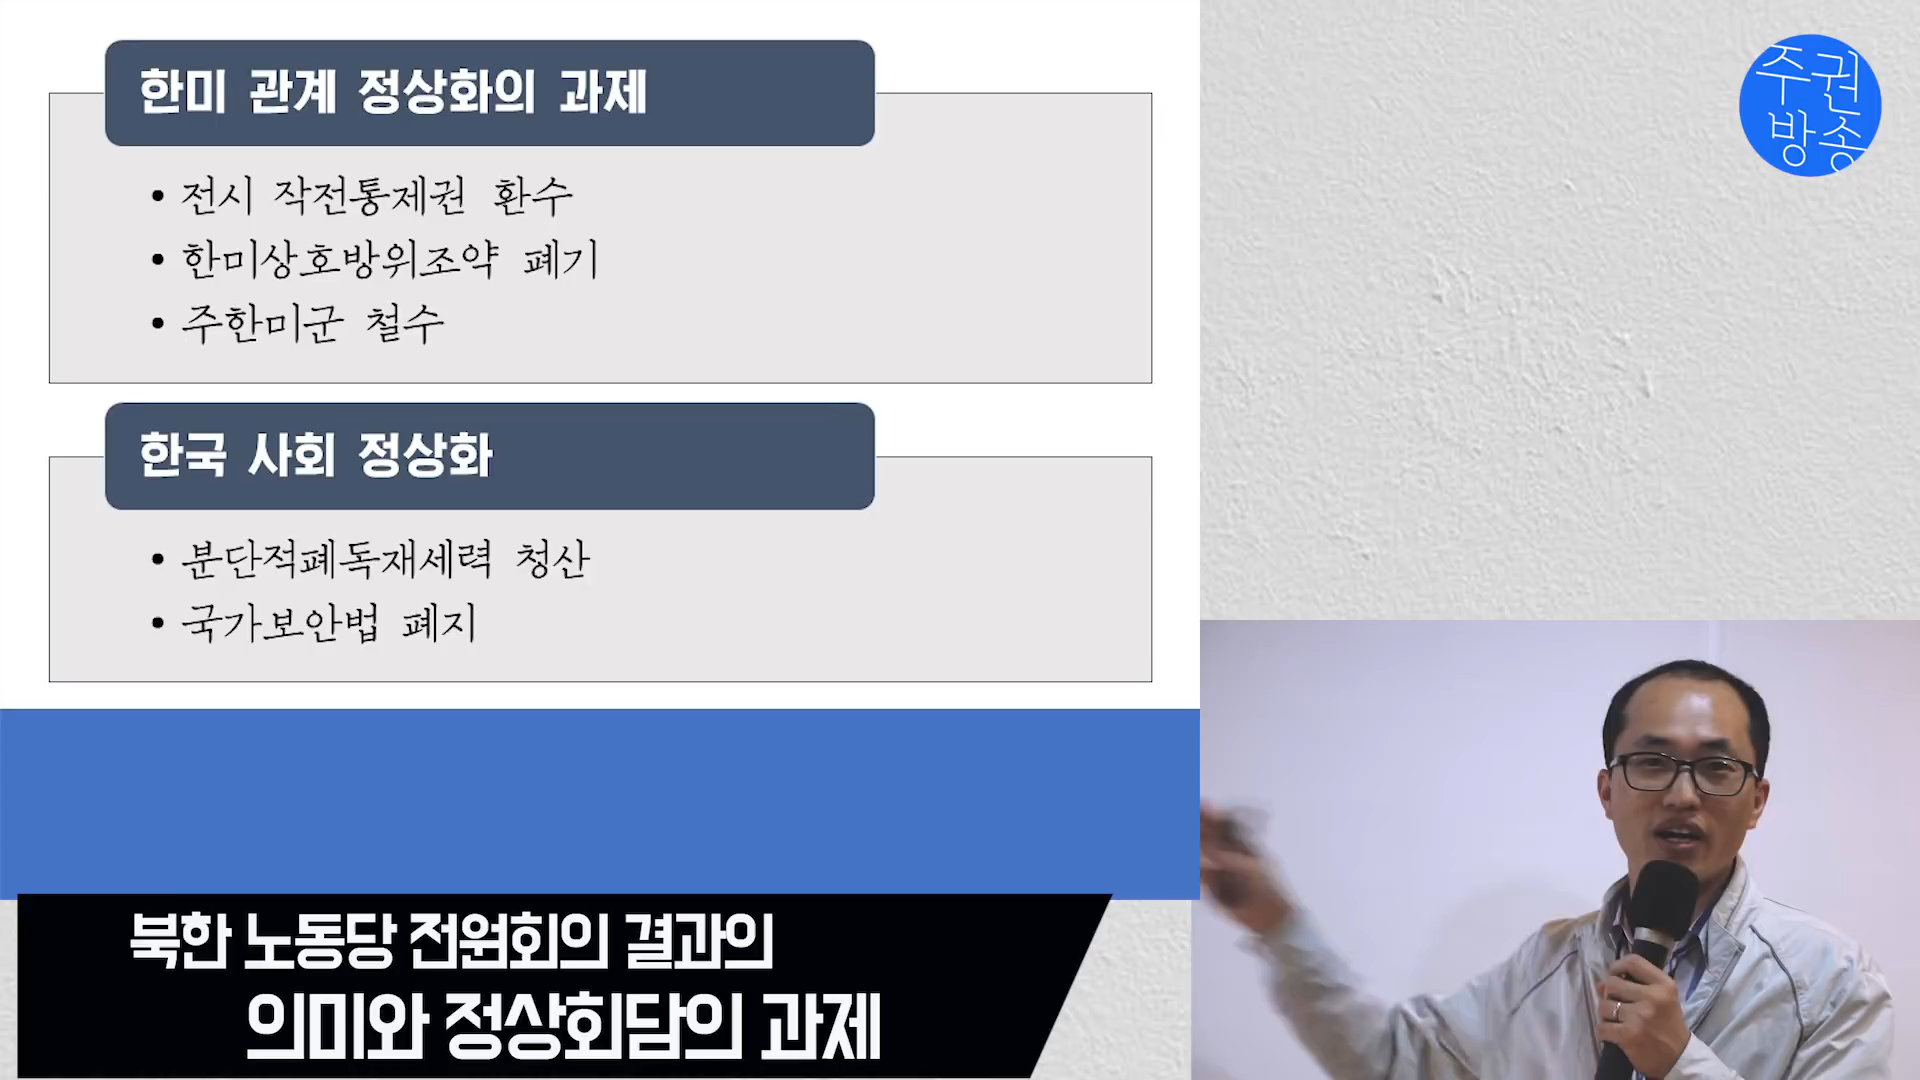 한미 관계 정상화의 과제
• 전시 작전통제권 환수
• 한미상호방위조약 폐기
• 주한미군 철수
한국 사회 정상화
• 분단적폐독재세력 청산
• 국가보안법 폐지
북한 노동당 전원회의 결과의
의미와 정상회담의 과제
주권
방송